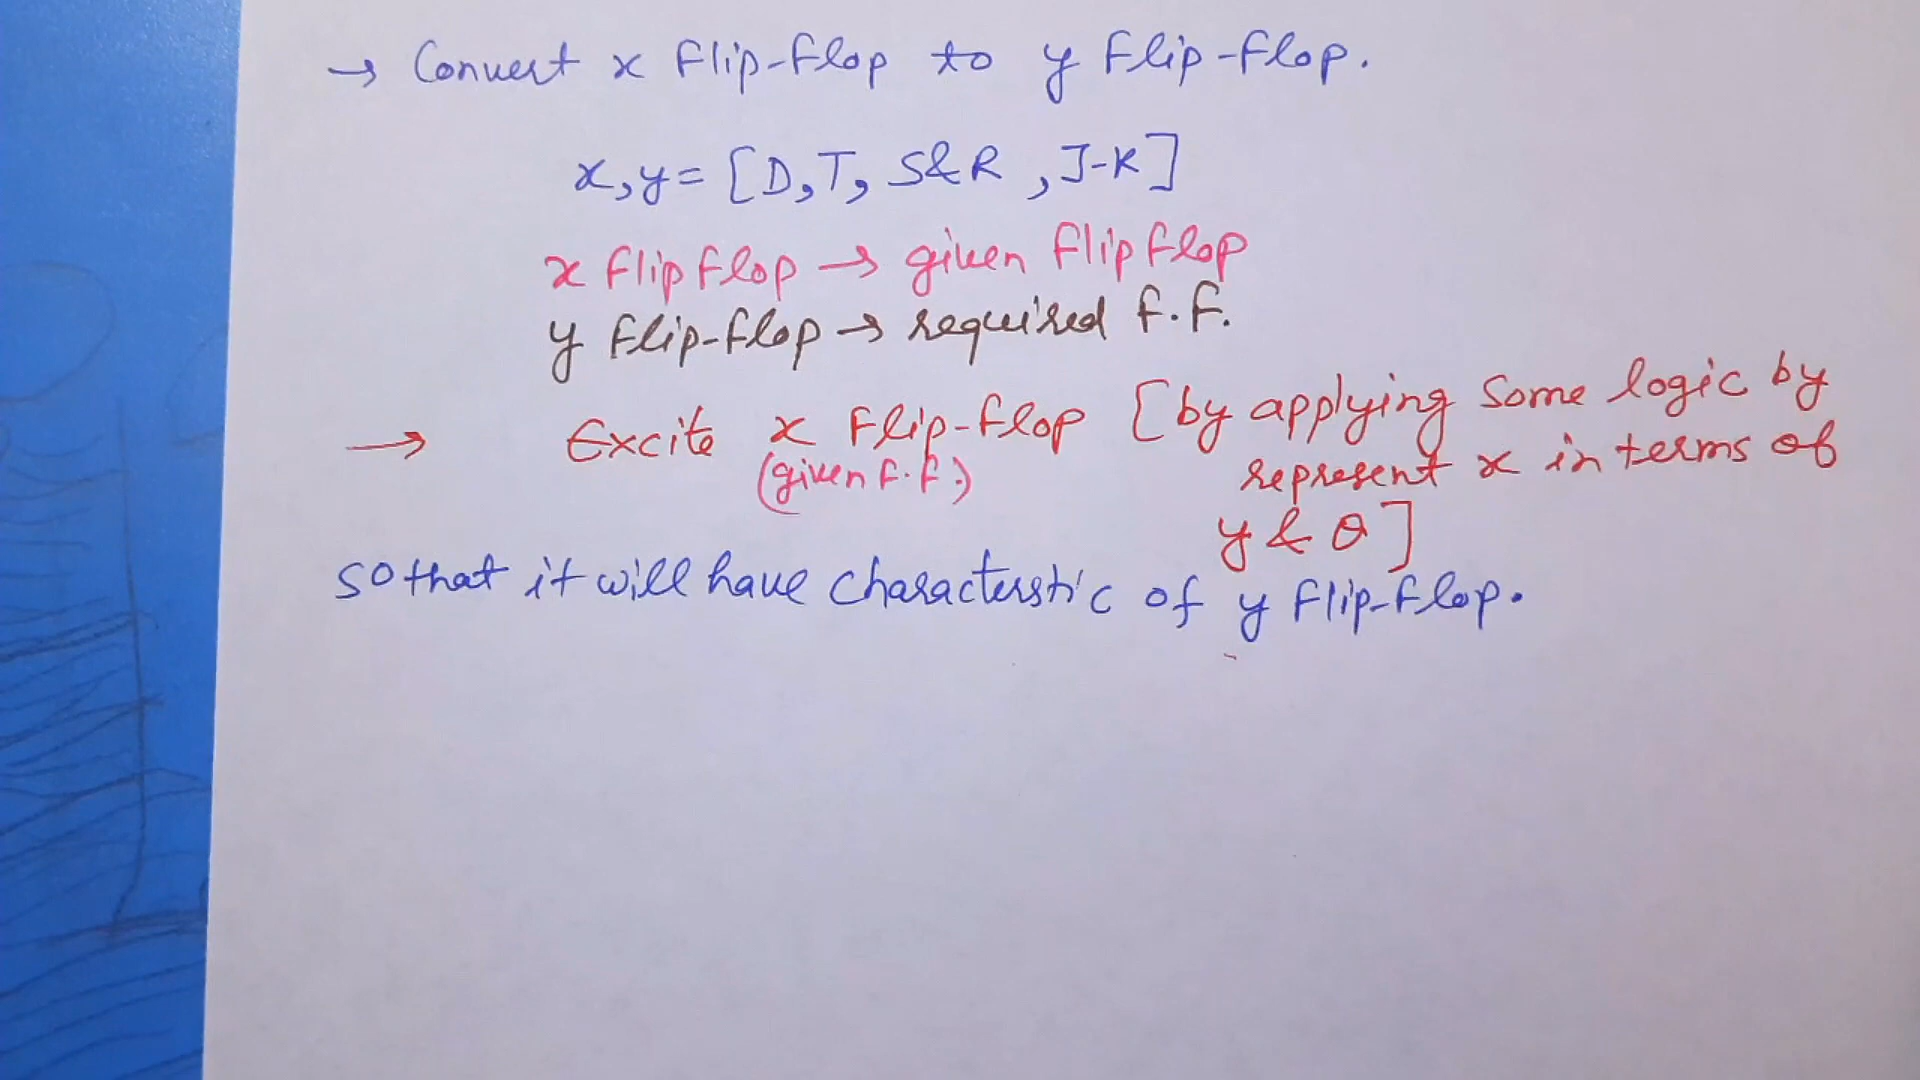 → Convert x flip-flop to y flip-flop.
x,y = [D, T, S&R, J-K]
x flip flop → given flip flop
y flip-flop → required f.f.
→ Excite x flip-flop [by applying some logic by
(given f.f.) represent x in terms of
y & Q]
so that it will have characterstic of y flip-flop.